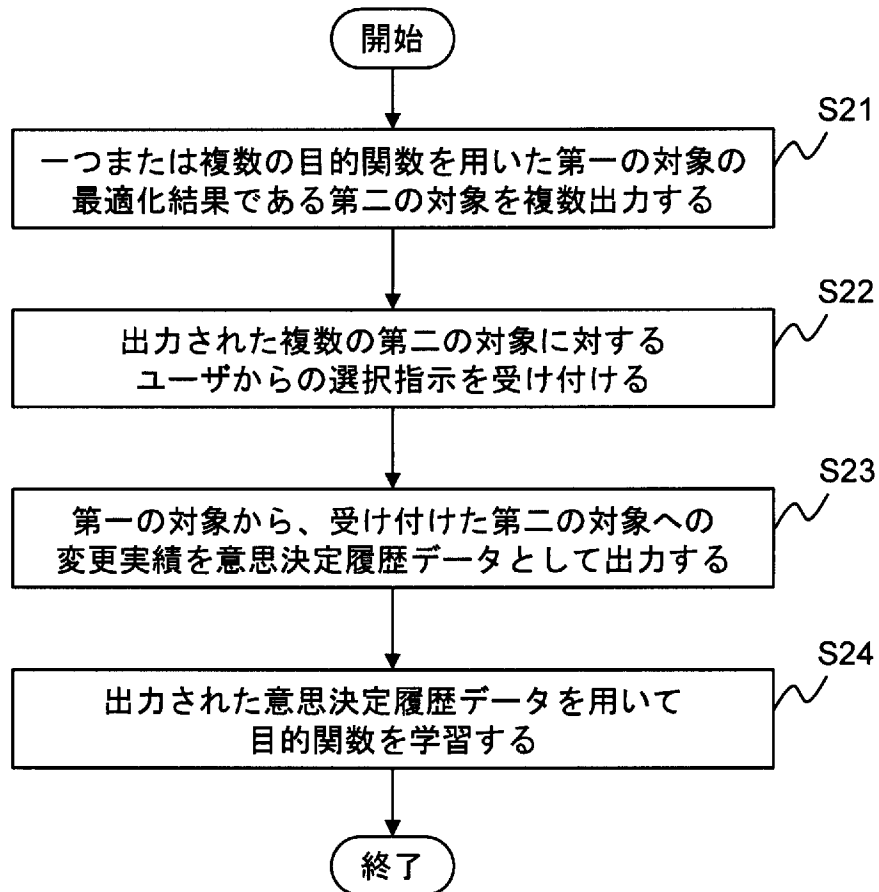 開始
S21
一つまたは複数の目的関数を用いた第一の対象の
最適化結果である第二の対象を複数出力する
S22
出力された複数の第二の対象に対する
ユーザからの選択指示を受け付ける
S23
第一の対象から、受け付けた第二の対象への
変更実績を意思決定履歴データとして出力する
S24
出力された意思決定履歴データを用いて
目的関数を学習する
終了